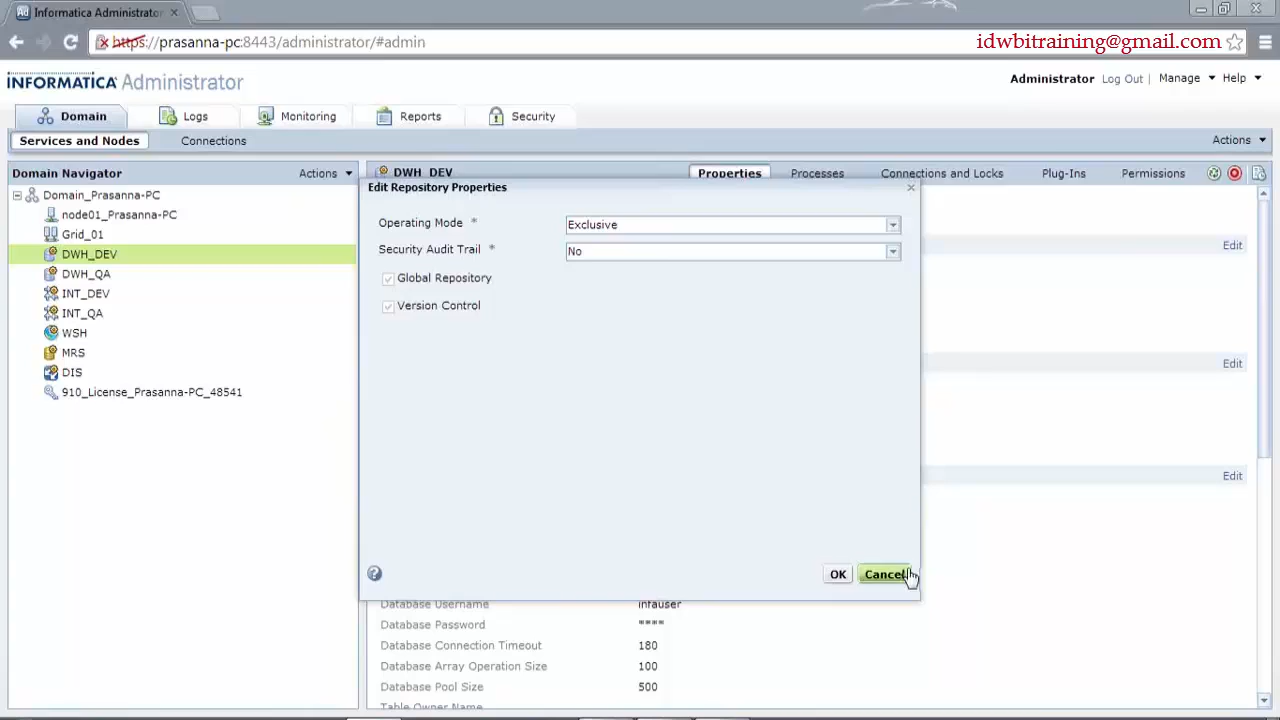 Informatica Administrator
https://prasanna-pc:8443/administrator/#admin
idwbitraining@gmail.com
INFORMATICA Administrator
Administrator Log Out | Manage Help
Domain Logs Monitoring Reports Security
Services and Nodes Connections Actions
Domain Navigator Actions
DWH_DEV Properties Processes Connections and Locks Plug-Ins Permissions
Domain_Prasanna-PC
node01_Prasanna-PC
Grid_01
DWH_DEV
DWH_QA
INT_DEV
INT_QA
WSH
MRS
DIS
910_License_Prasanna-PC_48541
Edit Repository Properties
Operating Mode * Exclusive
Security Audit Trail * No
Global Repository
Version Control
OK Cancel
Edit
Edit
Edit
Database Username infauser
Database Password ****
Database Connection Timeout 180
Database Array Operation Size 100
Database Pool Size 500
Table Owner Name